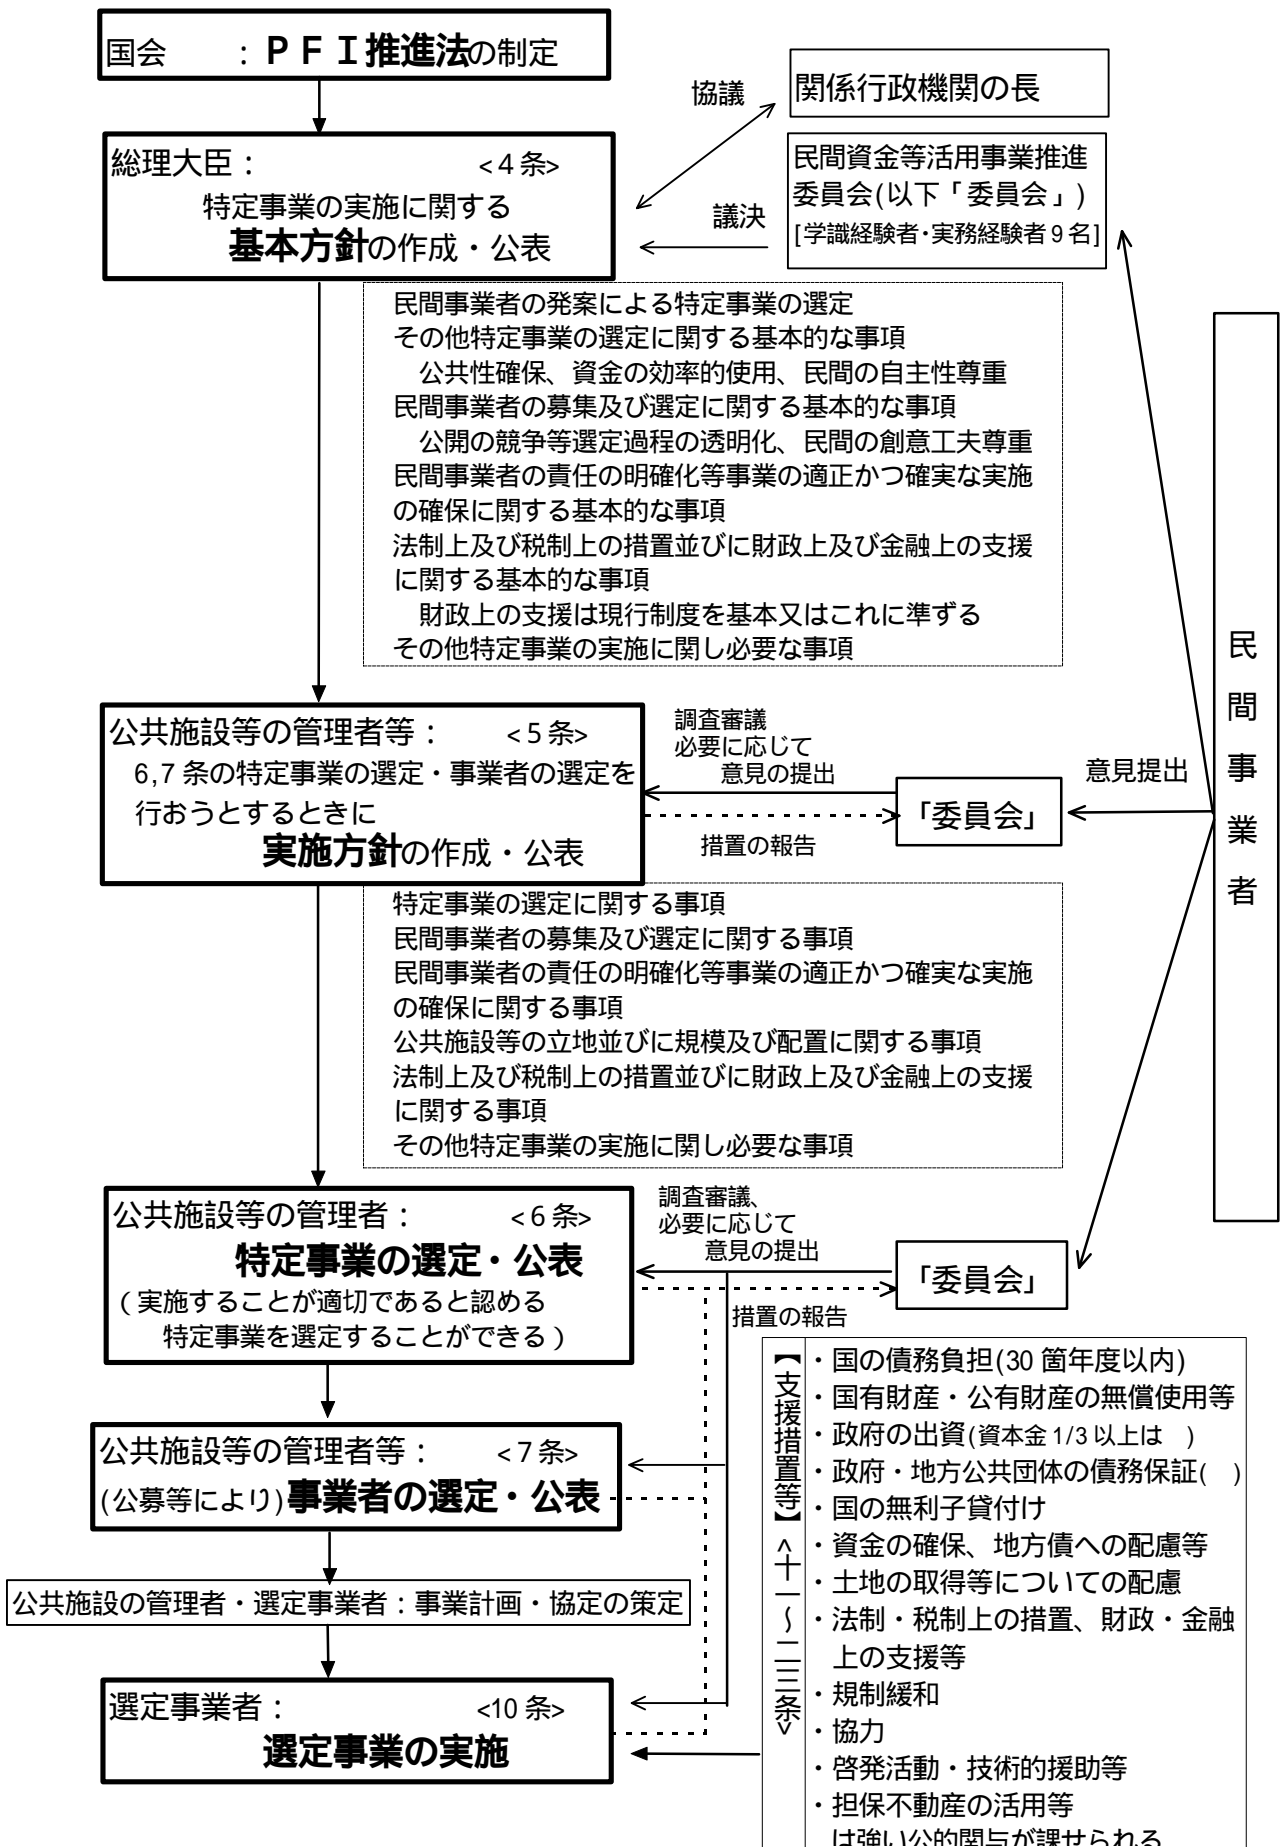 国会　　：ＰＦＩ推進法の制定
協議
関係行政機関の長
総理大臣：　　<4条>
特定事業の実施に関する
基本方針の作成・公表
議決
民間資金等活用事業推進
委員会(以下「委員会」)
[学識経験者・実務経験者9名]
民間事業者の発案による特定事業の選定
その他特定事業の選定に関する基本的な事項
公共性確保、資金の効率的使用、民間の自主性尊重
民間事業者の募集及び選定に関する基本的な事項
公開の競争等選定過程の透明化、民間の創意工夫尊重
民間事業者の責任の明確化等事業の適正かつ確実な実施
の確保に関する基本的な事項
法制上及び税制上の措置並びに財政上及び金融上の支援
に関する基本的な事項
財政上の支援は現行制度を基本又はこれに準ずる
その他特定事業の実施に関し必要な事項
民間事業者
公共施設等の管理者等：　　<5条>
6,7条の特定事業の選定・事業者の選定を
行おうとするときに
実施方針の作成・公表
調査審議
必要に応じて
意見の提出
措置の報告
「委員会」
意見提出
特定事業の選定に関する事項
民間事業者の募集及び選定に関する事項
民間事業者の責任の明確化等事業の適正かつ確実な実施
の確保に関する事項
公共施設等の立地並びに規模及び配置に関する事項
法制上及び税制上の措置並びに財政上及び金融上の支援
に関する事項
その他特定事業の実施に関し必要な事項
公共施設等の管理者：　　<6条>
特定事業の選定・公表
（実施することが適切であると認める
特定事業を選定することができる）
調査審議、
必要に応じて
意見の提出
措置の報告
「委員会」
公共施設等の管理者等：　　<7条>
(公募等により)事業者の選定・公表
公共施設の管理者・選定事業者：事業計画・協定の策定
選定事業者：　　<10条>
選定事業の実施
【支援措置等】<十一～二三条>
・国の債務負担(30箇年度以内)
・国有財産・公有財産の無償使用等
・政府の出資(資本金1/3以上は　)
・政府・地方公共団体の債務保証(　)
・国の無利子貸付け
・資金の確保、地方債への配慮等
・土地の取得等についての配慮
・法制・税制上の措置、財政・金融
上の支援等
・規制緩和
・協力
・啓発活動・技術的援助等
・担保不動産の活用等
は強い公的関与が課せられる